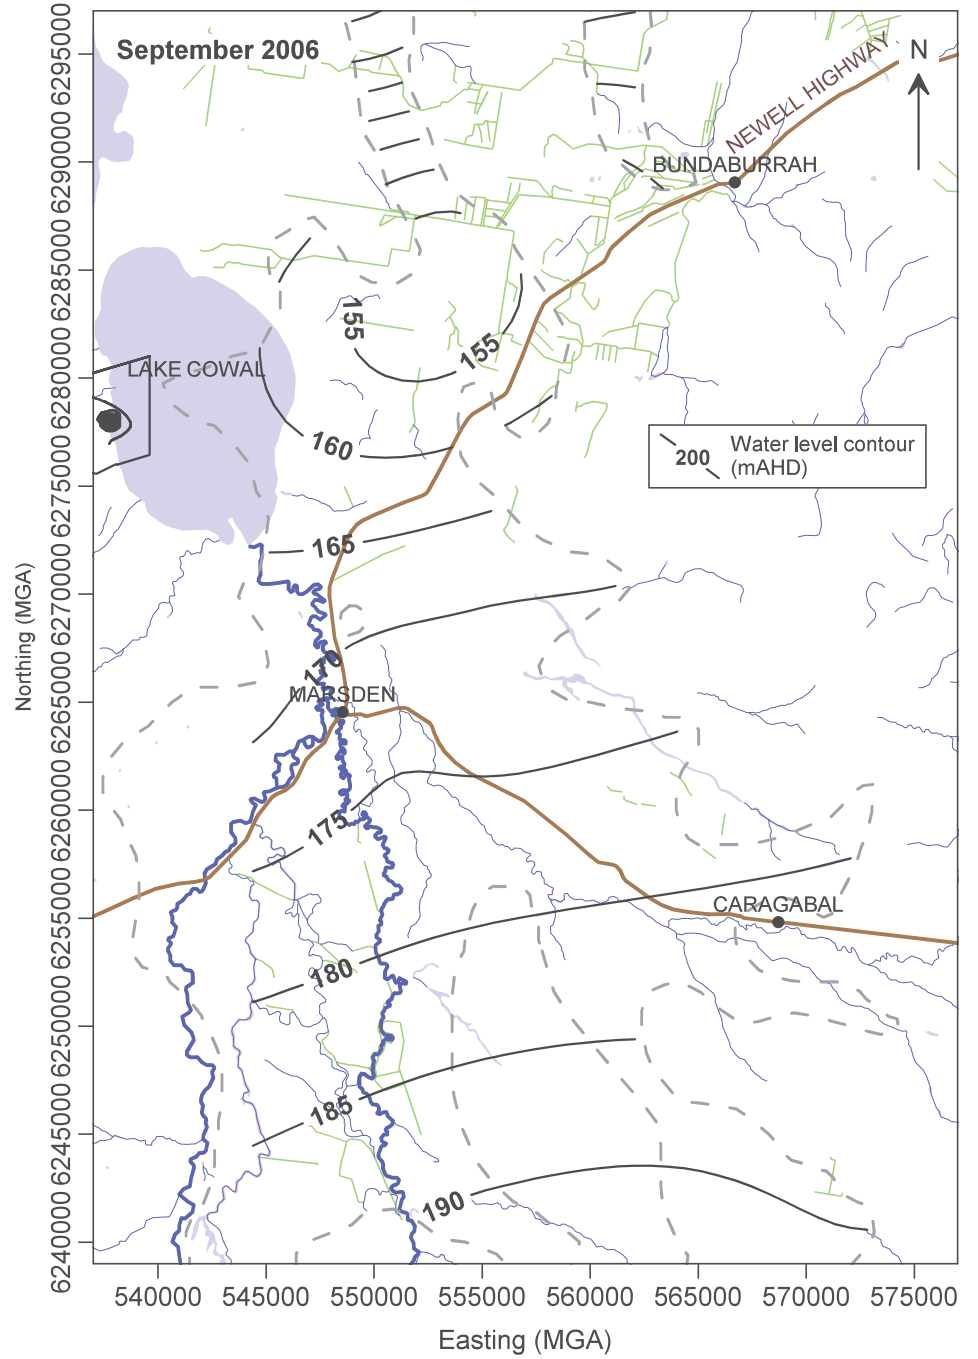 September 2006
N
NEWELL HIGHWAY
BUNDABURRAH
155
155
LAKE COWAL
160
200
Water level contour
(mAHD)
165
170
MARSDEN
175
CARAGABAL
180
185
190
6295000
6290000
6285000
6280000
6275000
6270000
6265000
6260000
6255000
6250000
6245000
6240000
Northing (MGA)
540000 545000 550000 555000 560000 565000 570000 575000
Easting (MGA)